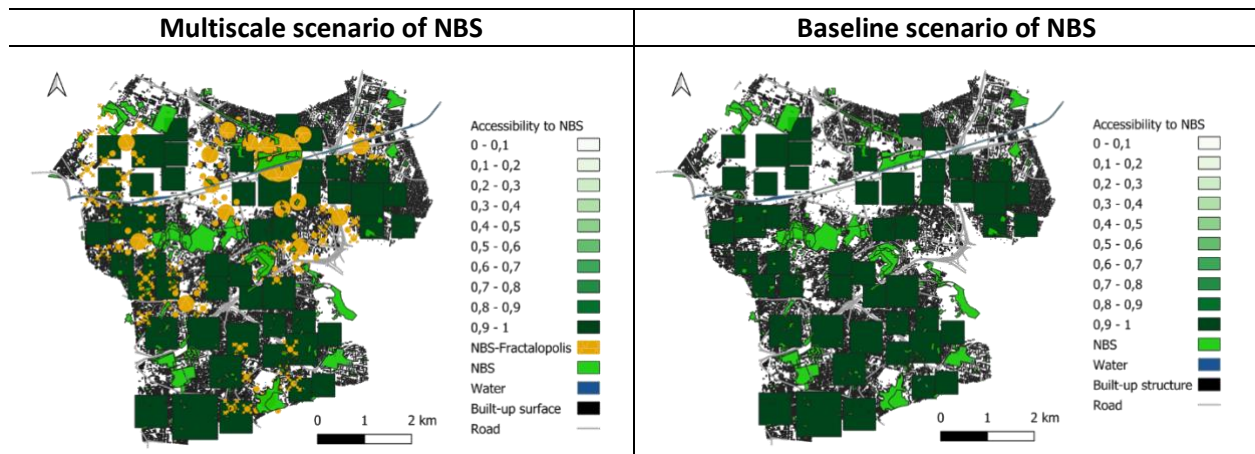 Multiscale scenario of NBS
Baseline scenario of NBS
Accessibility to NBS
0 - 0,1
0,1 - 0,2
0,2 - 0,3
0,3 - 0,4
0,4 - 0,5
0,5 - 0,6
0,6 - 0,7
0,7 - 0,8
0,8 - 0,9
0,9 - 1
NBS-Fractalopolis
NBS
Water
Built-up surface
Road
0 1 2 km
Accessibility to NBS
0 - 0,1
0,1 - 0,2
0,2 - 0,3
0,3 - 0,4
0,4 - 0,5
0,5 - 0,6
0,6 - 0,7
0,7 - 0,8
0,8 - 0,9
0,9 - 1
NBS
Water
Built-up structure
Road
0 1 2 km